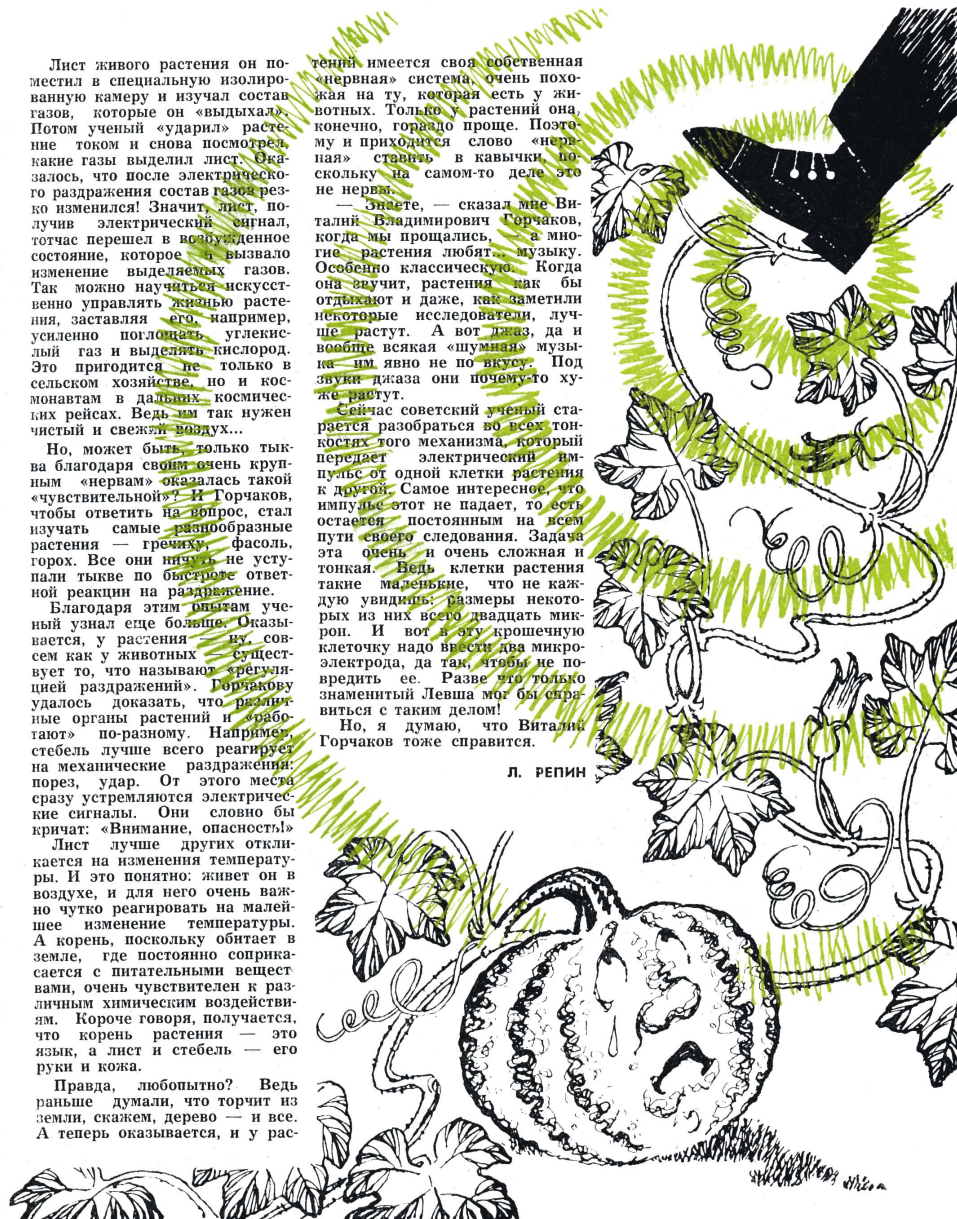 Лист живого растения он по-
местил в специальную изолиро-
ванную камеру и изучал состав
газов, которые он «выдыхал».
Потом ученый «ударил» расте-
ние током и снова посмотрел,
какие газы выделил лист. Ока-
залось, что после электрическо-
го раздражения состав газов рез-
ко изменился! Значит, лист, по-
лучив электрический сигнал,
тотчас перешел в возбужденное
состояние, которое и вызвало
изменение выделяемых газов.
Так можно научиться искусст-
венно управлять жизнью расте-
ния, заставляя его, например,
усиленно поглощать углекис-
лый газ и выделять кислород.
Это пригодится не только в
сельском хозяйстве, но и кос-
монавтам в дальних космичес-
ких рейсах. Ведь им так нужен
чистый и свежий воздух...
Но, может быть, только тык-
ва благодаря своим очень круп-
ным «нервам» оказалась такой
«чувствительной»? И Горчаков,
чтобы ответить на вопрос, стал
изучать самые разнообразные
растения — гречиху, фасоль,
горох. Все они ничуть не усту-
пали тыкве по быстроте ответ-
ной реакции на раздражение.
Благодаря этим опытам уче-
ный узнал еще больше. Оказы-
вается, у растения — ну, сов-
сем как у животных — сущест-
вует то, что называют «регуля-
цией раздражений». Горчакову
удалось доказать, что различ-
ные органы растений и «рабо-
тают» по-разному. Например,
стебель лучше всего реагирует
на механические раздражения:
порез, удар. От этого места
сразу устремляются электричес-
кие сигналы. Они словно бы
кричат: «Внимание, опасность!»
Лист лучше других откли-
кается на изменения температу-
ры. И это понятно: живет он в
воздухе, и для него очень важ-
но чутко реагировать на малей-
шее изменение температуры.
А корень, поскольку обитает в
земле, где постоянно соприка-
сается с питательными вещест
вами, очень чувствителен к раз-
личным химическим воздействи-
ям. Короче говоря, получается,
что корень растения — это
язык, а лист и стебель — его
руки и кожа.
Правда, любопытно? Ведь
раньше думали, что торчит из
земли, скажем, дерево — и все.
А теперь оказывается, и у рас-
тений имеется своя собственная
«нервная» система, очень похо-
жая на ту, которая есть у жи-
вотных. Только у растений она,
конечно, гораздо проще. Поэто-
му и приходится слово «нерв-
ная» ставить в кавычки, по-
скольку на самом-то деле это
не нервы.
— Знаете, — сказал мне Ви-
талий Владимирович Горчаков,
когда мы прощались, — а мно-
гие растения любят... музыку.
Особенно классическую. Когда
она звучит, растения как бы
отдыхают и даже, как заметили
некоторые исследователи, луч-
ше растут. А вот джаз, да и
вообще всякая «шумная» музы-
ка им явно не по вкусу. Под
звуки джаза они почему-то ху-
же растут.
Сейчас советский ученый ста-
рается разобраться во всех тон-
костях того механизма, который
передает электрический им-
пульс от одной клетки растения
к другой. Самое интересное, что
импульс этот не падает, то есть
остается постоянным на всем
пути своего следования. Задача
эта очень и очень сложная и
тонкая. Ведь клетки растения
такие маленькие, что не каж-
дую увидишь: размеры некото-
рых из них всего двадцать мик-
рон. И вот в эту крошечную
клеточку надо ввести два микро-
электрода, да так, чтобы не по-
вредить ее. Разве что только
знаменитый Левша мог бы спра-
виться с таким делом!
Но, я думаю, что Виталий
Горчаков тоже справится.
Л. РЕПИН